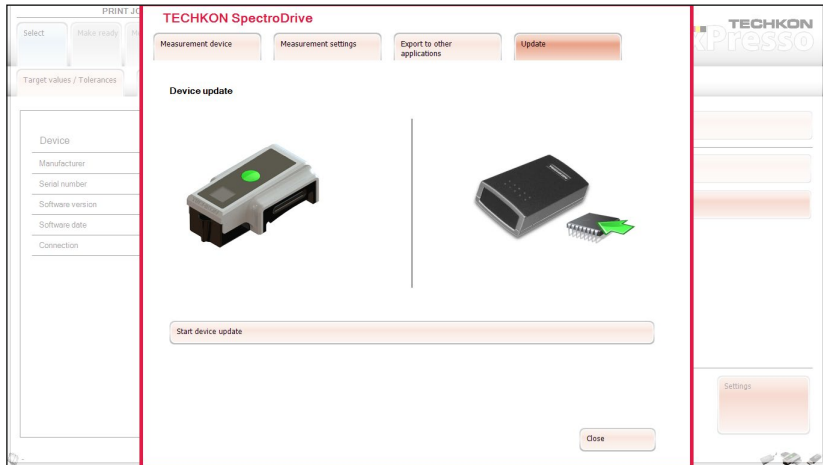 PRINT JO
Select
Make ready
Target values / Tolerances
Device
Manufacturer
Serial number
Software version
Software date
Connection
TECHKON SpectroDrive
Measurement device
Measurement settings
Export to other
applications
Update
Device update
Start device update
Close
TECHKON
Presso
Settings